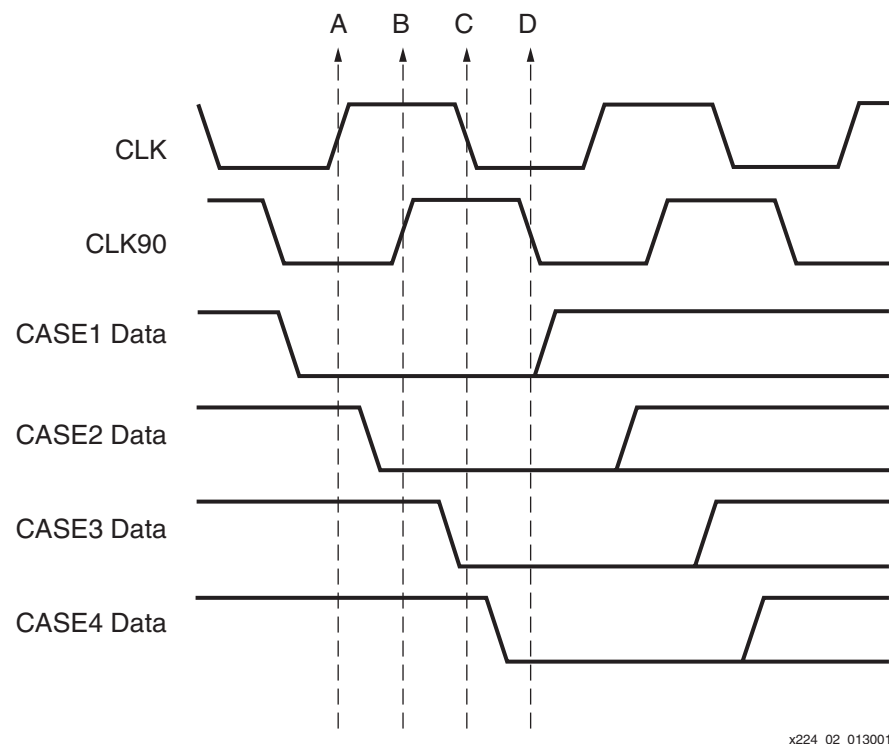 A B C D
CLK
CLK90
CASE1 Data
CASE2 Data
CASE3 Data
CASE4 Data
x224_02_013001